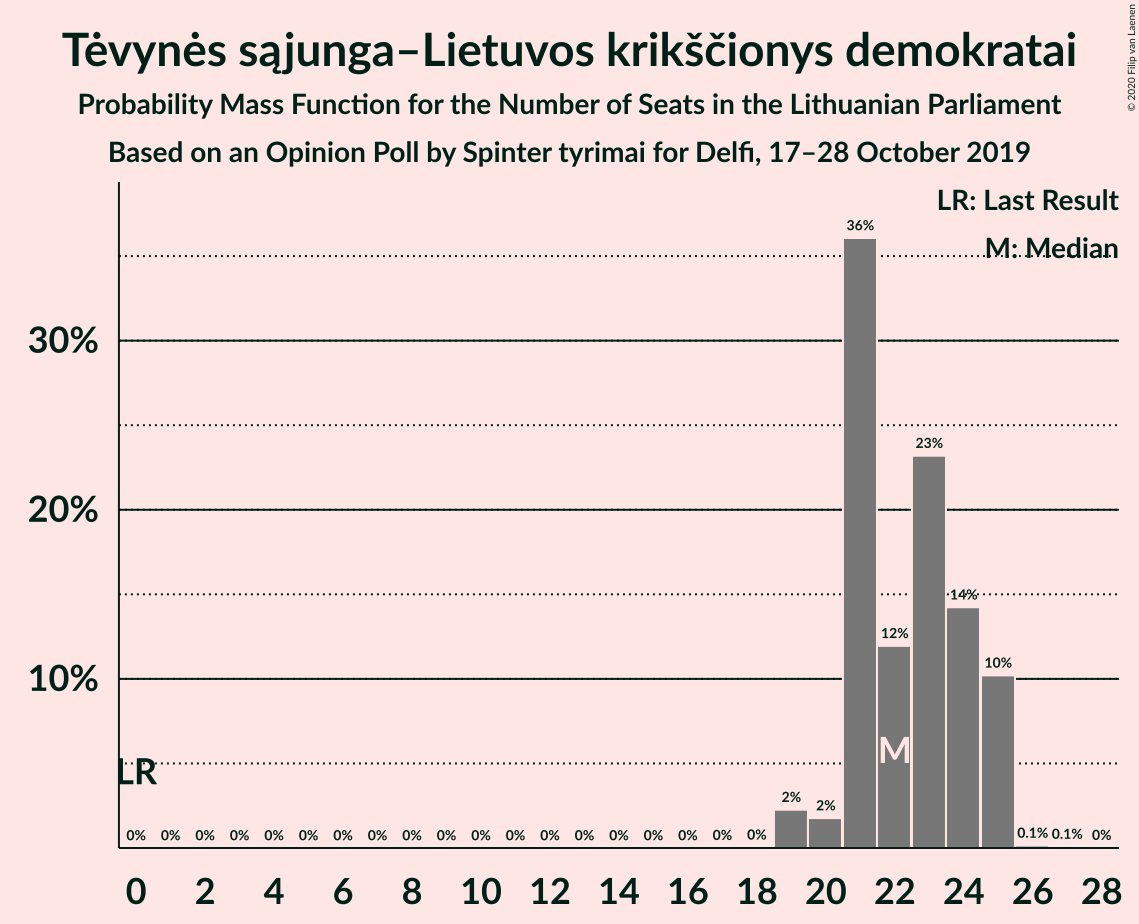 Tėvynės sąjunga–Lietuvos krikščionys demokratai
Probability Mass Function for the Number of Seats in the Lithuanian Parliament
Based on an Opinion Poll by Spinter tyrimai for Delfi, 17–28 October 2019
© 2020 Filip van Laenen
LR: Last Result
M: Median
36%
30%
23%
20%
14%
12%
10%
10%
M
LR
2%
2%
0% 0% 0% 0% 0% 0% 0% 0% 0% 0% 0% 0% 0% 0% 0% 0% 0% 0% 0% 0.1% 0.1% 0%
0 2 4 6 8 10 12 14 16 18 20 22 24 26 28